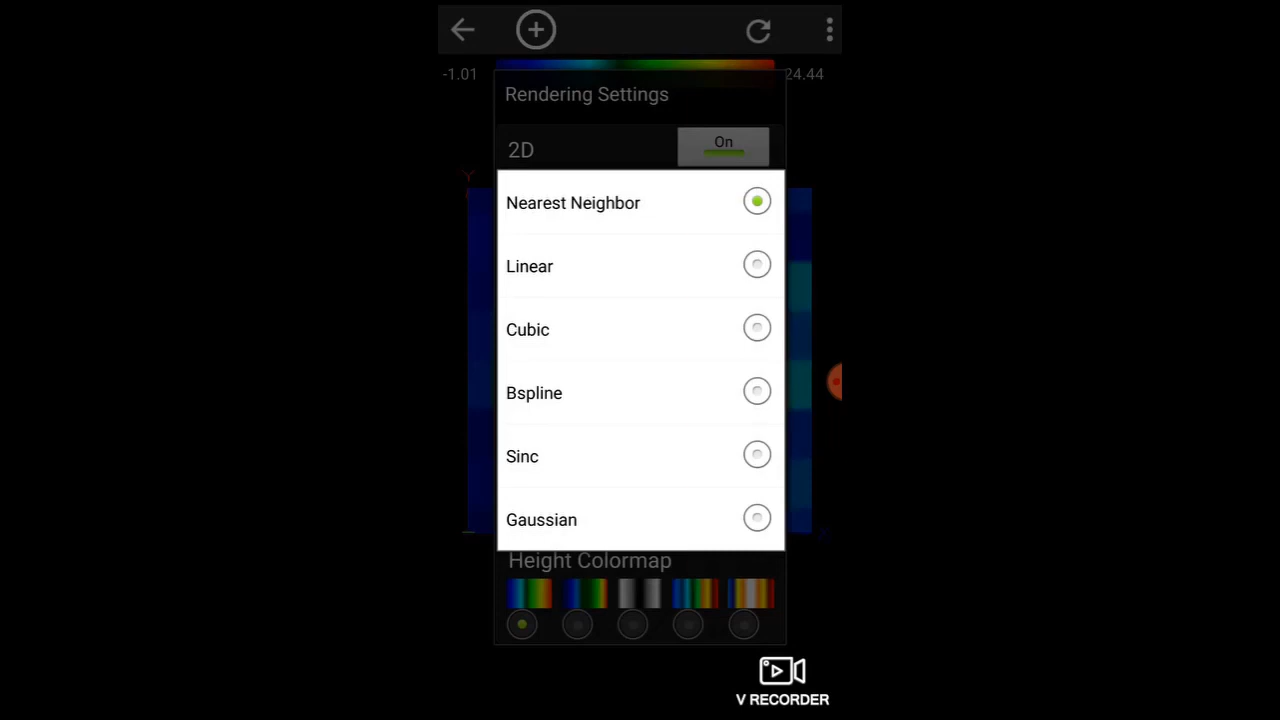 -1.01
24.44
Rendering Settings
2D
On
Nearest Neighbor
Linear
Cubic
Bspline
Sinc
Gaussian
Height Colormap
V RECORDER